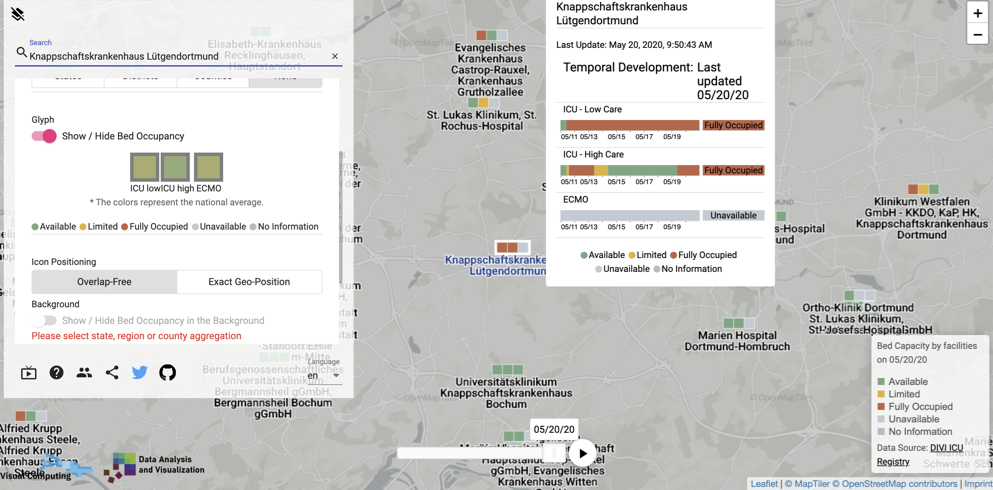 Search
Knappschaftskrankenhaus Lütgendortmund
×
Glyph
Show / Hide Bed Occupancy
ICU low ICU high ECMO
* The colors represent the national average.
Available Limited Fully Occupied Unavailable No Information
Icon Positioning
Overlap-Free Exact Geo-Position
Background
Show / Hide Bed Occupancy in the Background
Please select state, region or county aggregation
Language
en
Elisabeth-Krankenhaus
Recklinghausen,
Hauptstandort
Berufsgenossenschaftliches
Universitätsklinikum
Bergmannsheil Bochum
gGmbH
Alfried Krupp
Krankenhaus Steele,
Alfried Krupp
Steele
Visual Computing
Data Analysis
and Visualization
Evangelisches
Krankenhaus
Castrop-Rauxel,
Krankenhaus
Grutholzallee
St. Lukas Klinikum, St.
Rochus-Hospital
Knappschaftskranke
Lütgendortmun
Universitätsklinikum
Knappschaftskrankenhaus
Bochum
gGmbH, Evangelisches
Krankenhaus Witten
05/20/20
Knappschaftskrankenhaus
Lütgendortmund
Last Update: May 20, 2020, 9:50:43 AM
Temporal Development: Last
updated
05/20/20
ICU - Low Care
Fully Occupied
05/11 05/13 05/15 05/17 05/19
ICU - High Care
Fully Occupied
05/11 05/13 05/15 05/17 05/19
ECMO
Unavailable
05/11 05/13 05/15 05/17 05/19
Available Limited Fully Occupied
Unavailable No Information
Klinikum Westfalen
GmbH - KKDO, KaP, HK,
Knappschaftskrankenhaus
Dortmund
Ortho-Klinik Dortmund
St. Lukas Klinikum,
St. Josefs Hospital GmbH
Marien Hospital
Dortmund-Hombruch
+
−
Bed Capacity by facilities
on 05/20/20
Available
Limited
Fully Occupied
Unavailable
No Information
Data Source: DIVI ICU
Registry
Schwerte
Leaflet | © MapTiler © OpenStreetMap contributors | Imprint